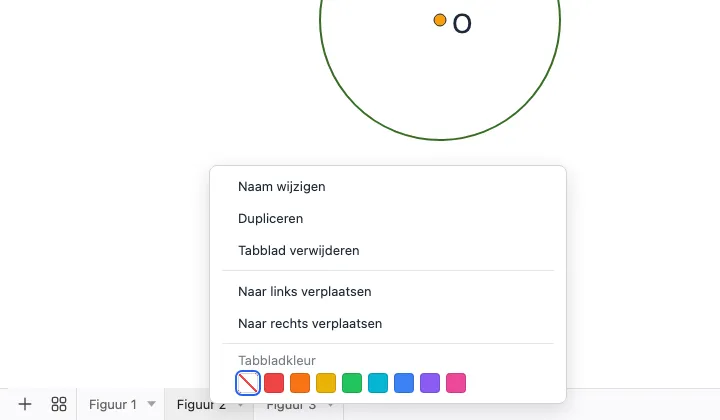 O
Naam wijzigen
Dupliceren
Tabblad verwijderen
Naar links verplaatsen
Naar rechts verplaatsen
Tabbladkleur
Figuur 1
Figuur 2
Figuur 3